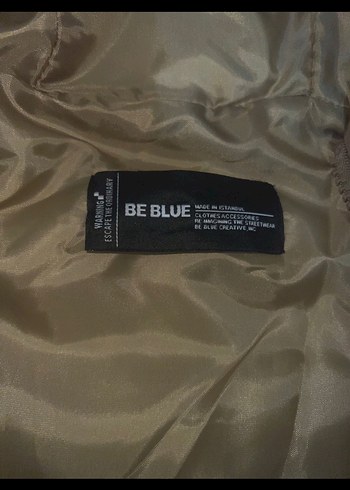 WARNING
ESCAPE THE ORDINARY
BE BLUE
MADE IN ISTANBUL
CLOTHES ACCESSORIES
RE IMAGINING THE STREETWEAR
BE BLUE CREATIVE, INC